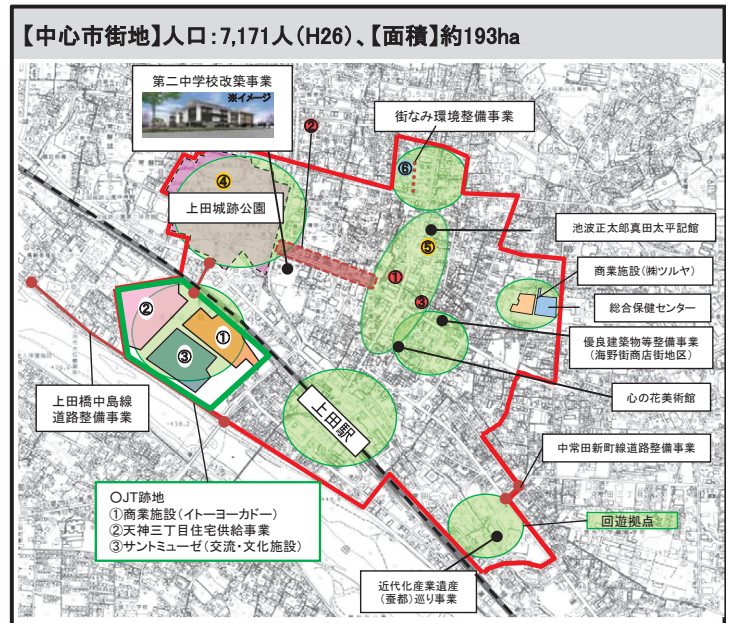 【中心市街地】人口:7,171人(H26)、【面積】約193ha
第二中学校改築事業
※イメージ
②
街なみ環境整備事業
⑥
④
上田城跡公園
池波正太郎真田太平記館
⑤
商業施設(㈱ツルヤ)
①
総合保健センター
③
②
①
③
優良建築物等整備事業
(海野街商店街地区)
上田橋中島線
道路整備事業
心の花美術館
上田駅
中常田新町線道路整備事業
○JT跡地
①商業施設(イトーヨーカドー)
②天神三丁目住宅供給事業
③サントミューゼ(交流・文化施設)
回遊拠点
近代化産業遺産
(蚕都)巡り事業